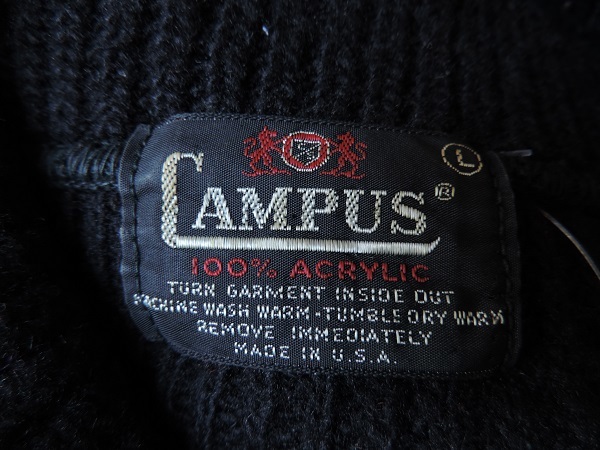 L
CAMPUS®
100% ACRYLIC
TURN GARMENT INSIDE OUT
MACHINE WASH WARM-TUMBLE DRY WARM
REMOVE IMMEDIATELY
MADE IN U.S.A.